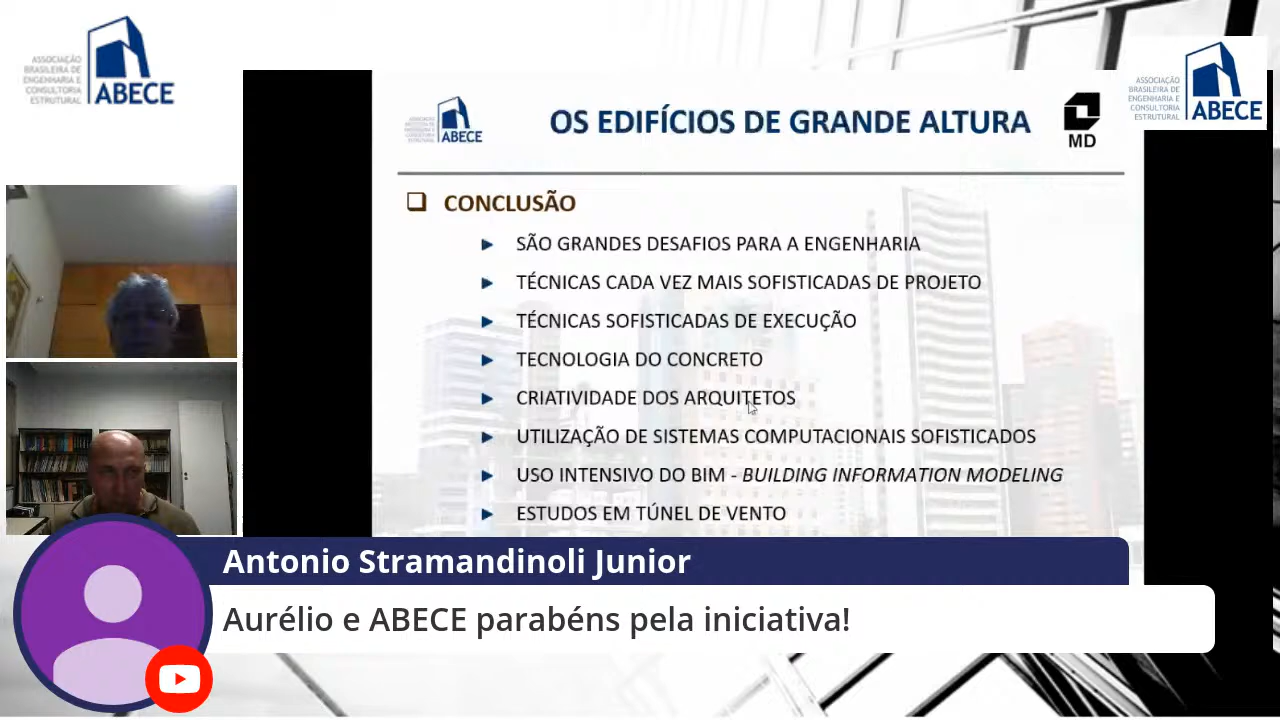 ASSOCIAÇÃO
BRASILEIRA DE
ENGENHARIA E
CONSULTORIA
ESTRUTURAL
ABECE
ABECE
OS EDIFÍCIOS DE GRANDE ALTURA
MD
ASSOCIAÇÃO
BRASILEIRA DE
ENGENHARIA E
CONSULTORIA
ESTRUTURAL
ABECE
CONCLUSÃO
SÃO GRANDES DESAFIOS PARA A ENGENHARIA
TÉCNICAS CADA VEZ MAIS SOFISTICADAS DE PROJETO
TÉCNICAS SOFISTICADAS DE EXECUÇÃO
TECNOLOGIA DO CONCRETO
CRIATIVIDADE DOS ARQUITETOS
UTILIZAÇÃO DE SISTEMAS COMPUTACIONAIS SOFISTICADOS
USO INTENSIVO DO BIM - BUILDING INFORMATION MODELING
ESTUDOS EM TÚNEL DE VENTO
Antonio Stramandinoli Junior
Aurélio e ABECE parabéns pela iniciativa!